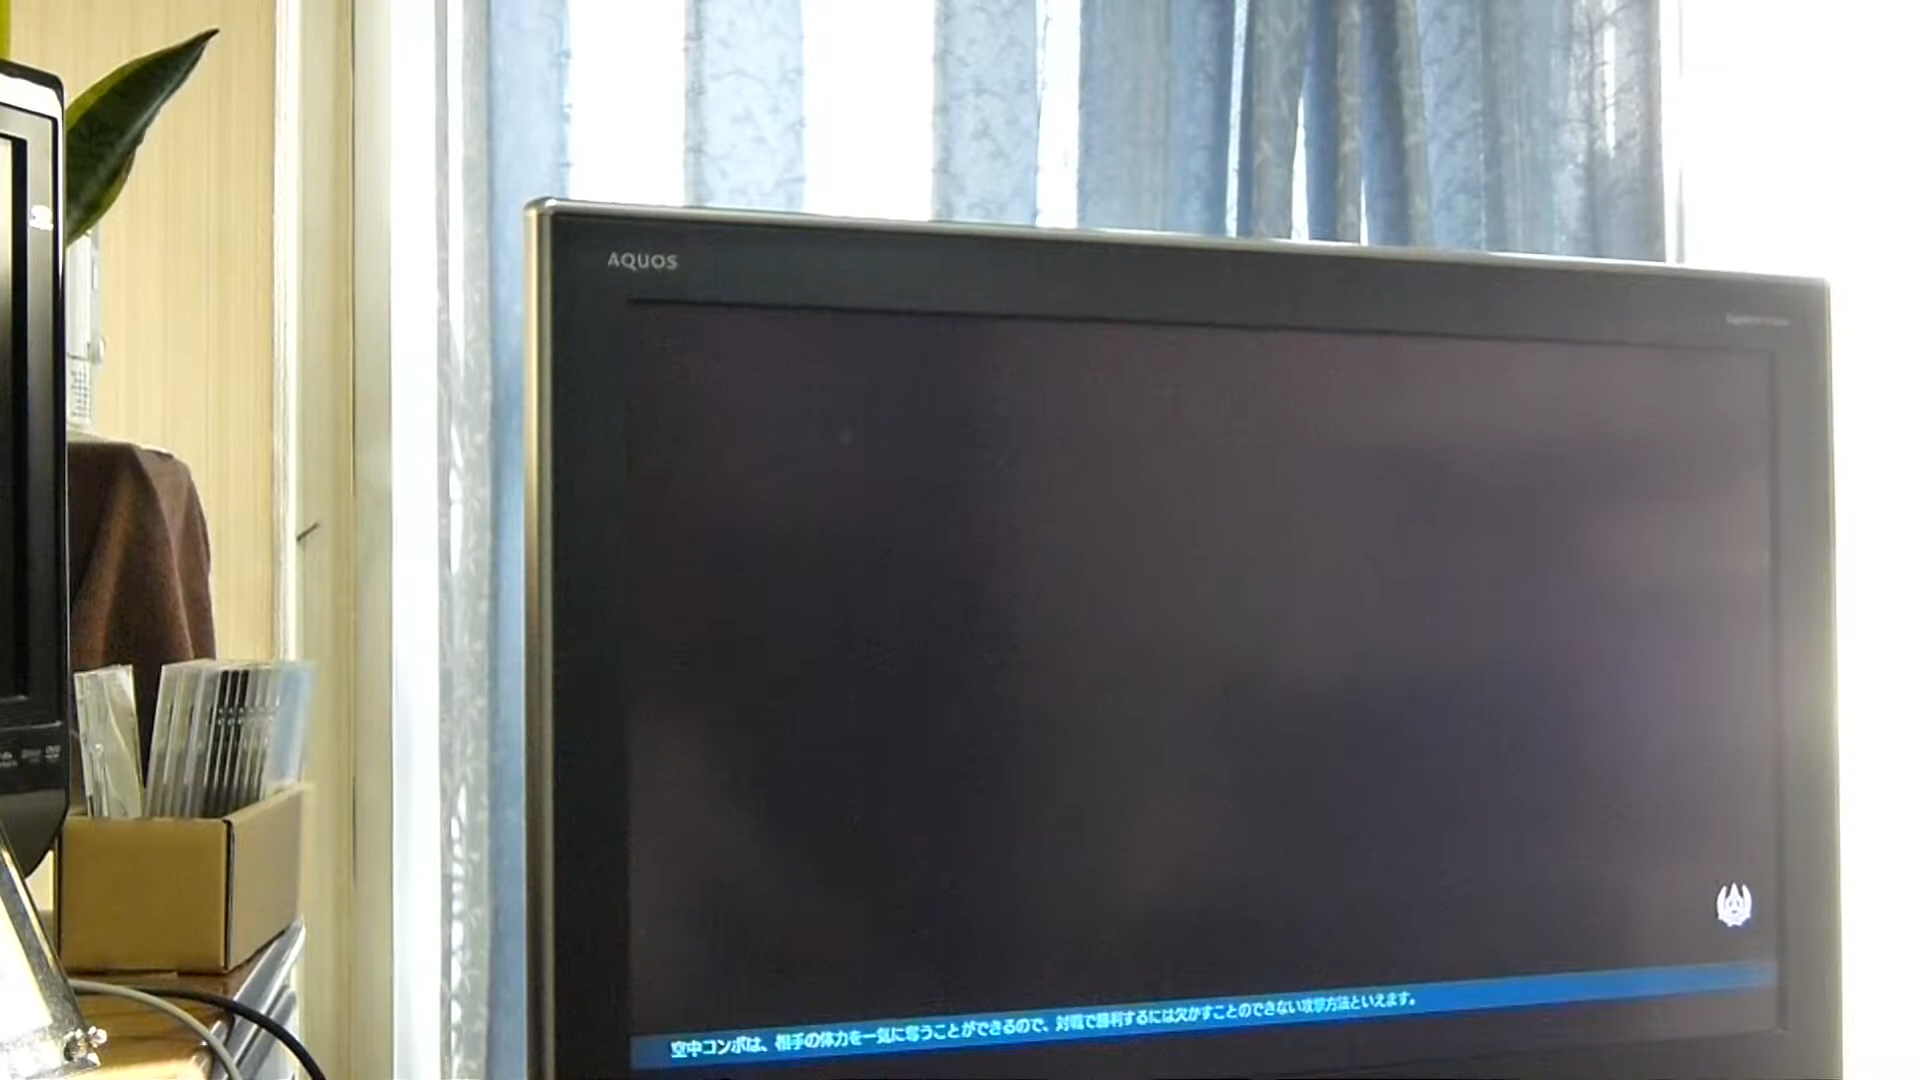 AQUOS
空中コンボは、相手の体力を一気に奪うことができるので、対戦で勝利するには欠かすことのできない攻撃方法といえます。